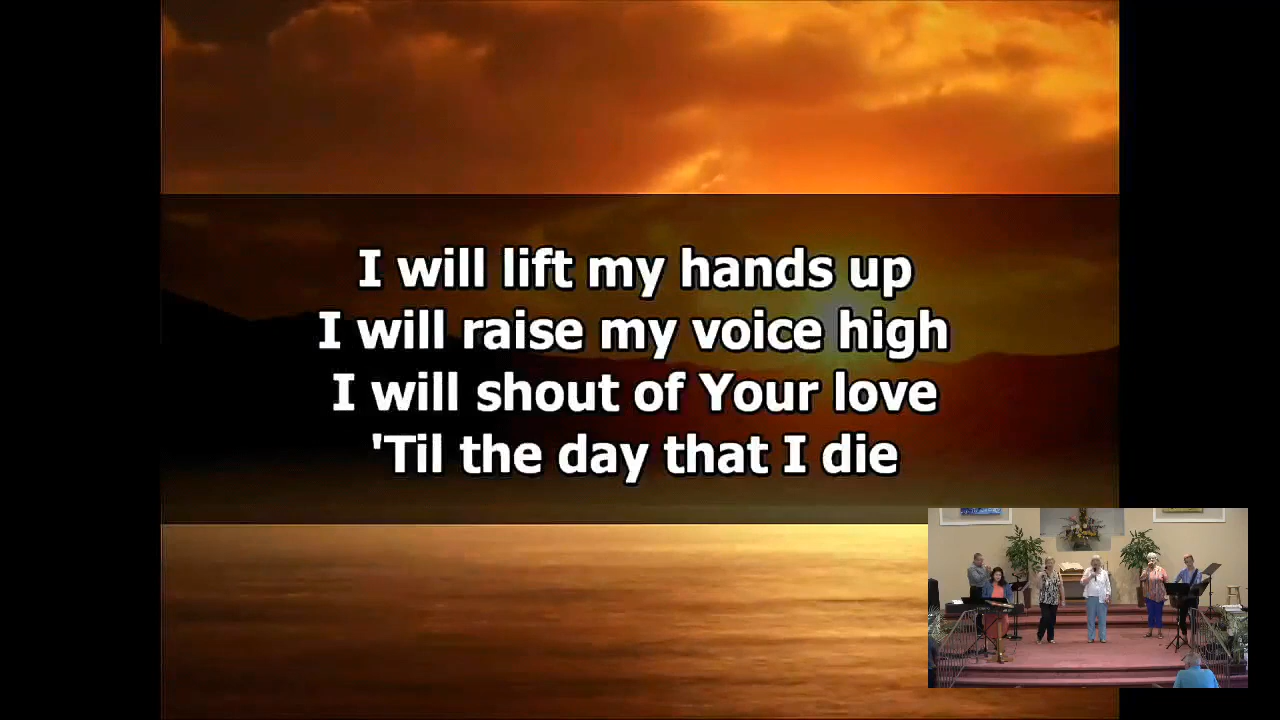 I will lift my hands up
I will raise my voice high
I will shout of Your love
'Til the day that I die